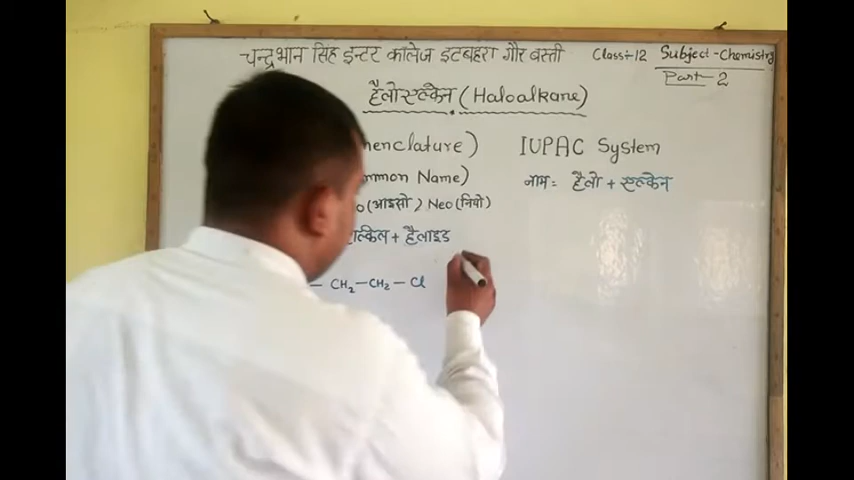 चन्द्रभान सिंह इन्टर कॉलेज इटबहरा गौर बस्ती Class÷12 Subject-Chemistry
Part-2
हैलोएल्केन (Haloalkane)
menclature) IUPAC System
mmon Name) नाम= हैलो + एल्केन
o (आइसो) Neo (नियो)
ल्किल + हैलाइड
— CH₂ — CH₂ — Cl